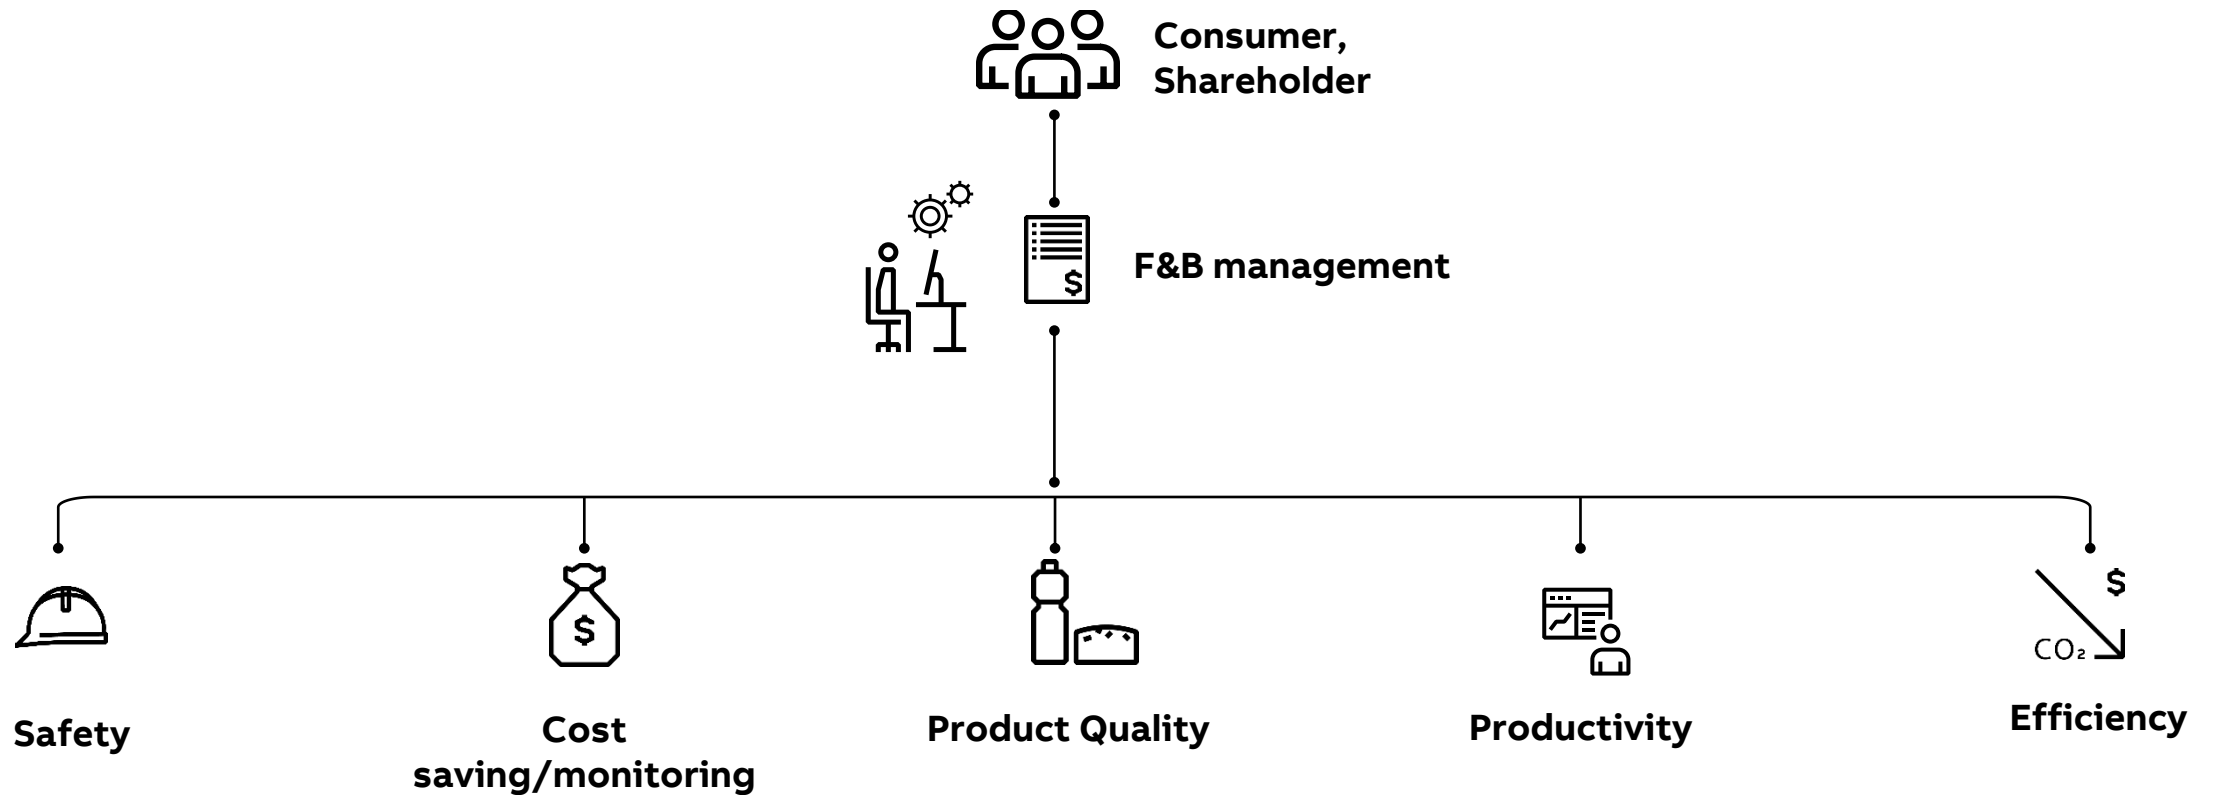 Consumer,
Shareholder
$
F&B management
$
$
CO₂
Safety
Cost
saving/monitoring
Product Quality
Productivity
Efficiency